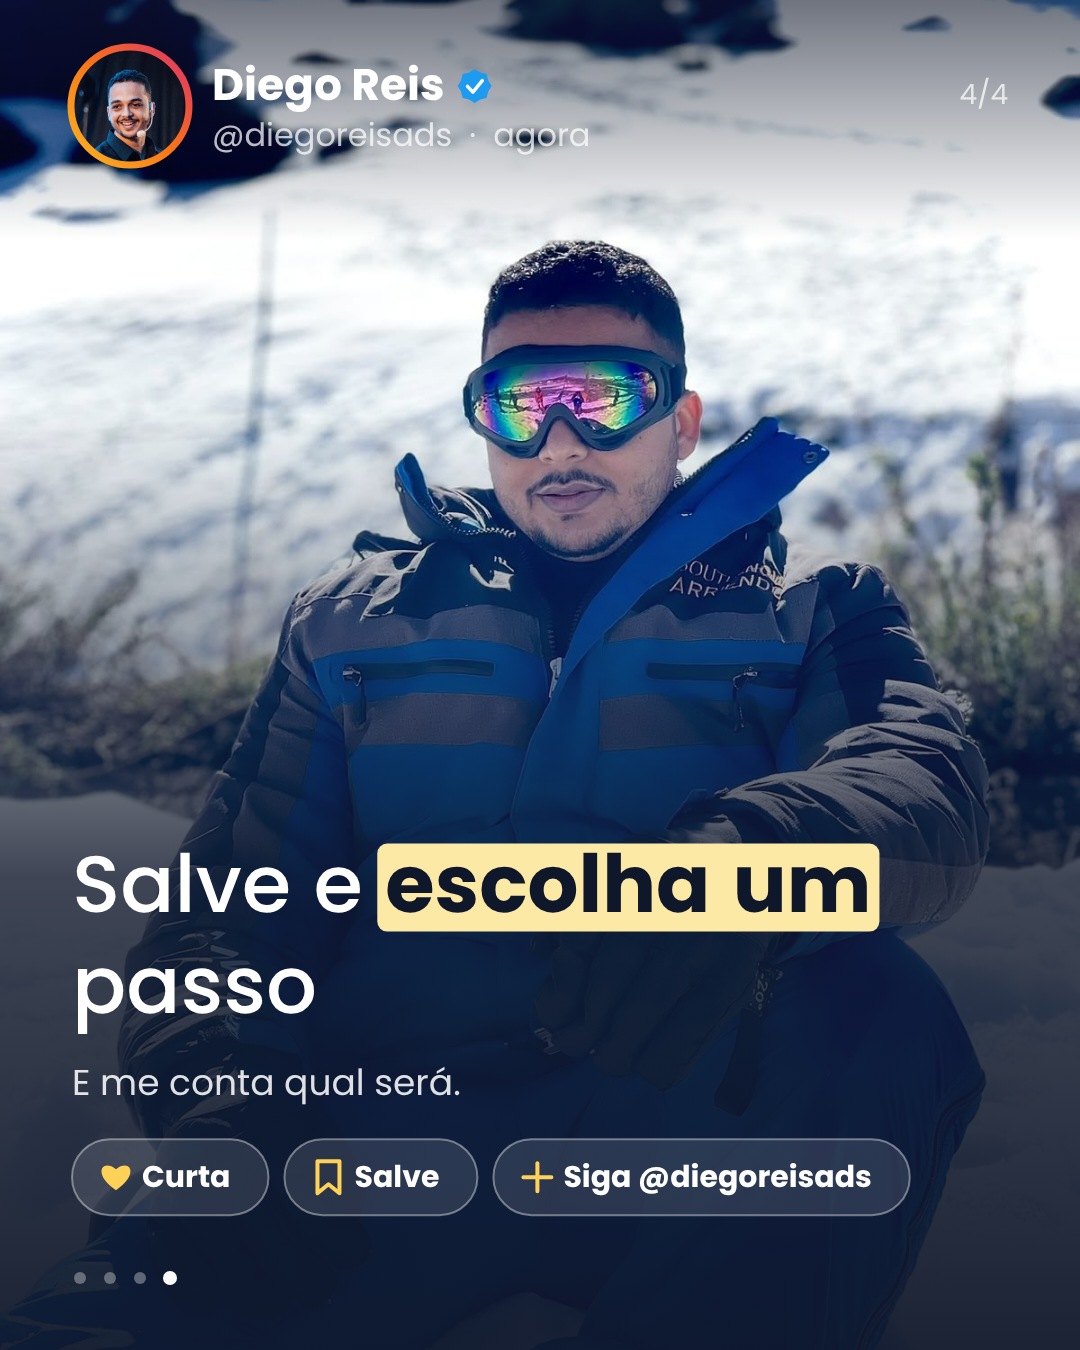 Diego Reis
@diegoreisads · agora
4/4
Salve e escolha um
passo
E me conta qual será.
Curta
Salve
Siga @diegoreisads